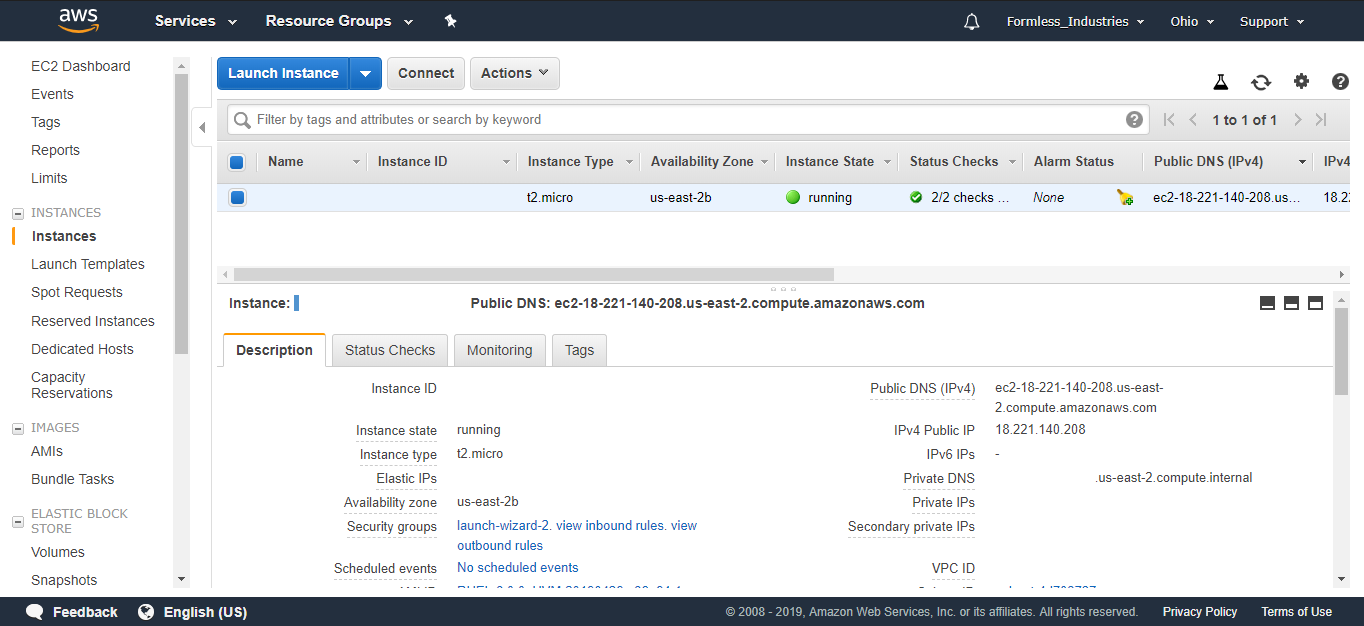 aws Services Resource Groups Formless_Industries Ohio Support
EC2 Dashboard
Events
Tags
Reports
Limits
INSTANCES
Instances
Launch Templates
Spot Requests
Reserved Instances
Dedicated Hosts
Capacity
Reservations
IMAGES
AMIs
Bundle Tasks
ELASTIC BLOCK
STORE
Volumes
Snapshots
Launch Instance Connect Actions
Filter by tags and attributes or search by keyword ? 1 to 1 of 1
Name Instance ID Instance Type Availability Zone Instance State Status Checks Alarm Status Public DNS (IPv4) IPv4
t2.micro us-east-2b running 2/2 checks ... None ec2-18-221-140-208.us... 18.22
Instance: Public DNS: ec2-18-221-140-208.us-east-2.compute.amazonaws.com
Description Status Checks Monitoring Tags
Instance ID
Instance state running
Instance type t2.micro
Elastic IPs
Availability zone us-east-2b
Security groups launch-wizard-2. view inbound rules. view
outbound rules
Scheduled events No scheduled events
Public DNS (IPv4) ec2-18-221-140-208.us-east-
2.compute.amazonaws.com
IPv4 Public IP 18.221.140.208
IPv6 IPs -
Private DNS .us-east-2.compute.internal
Private IPs
Secondary private IPs
VPC ID
Feedback English (US) © 2008 - 2019, Amazon Web Services, Inc. or its affiliates. All rights reserved. Privacy Policy Terms of Use